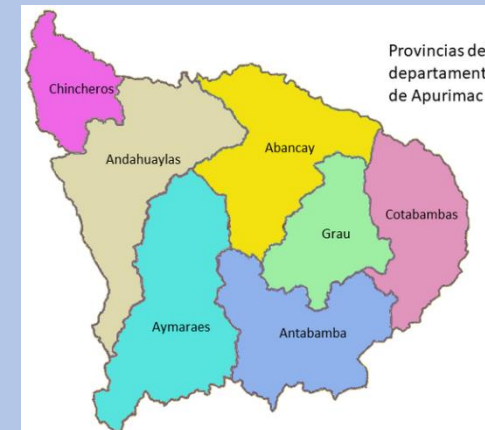 Provincias de
departament
de Apurimac
Chincheros
Andahuaylas
Abancay
Cotabambas
Grau
Aymaraes
Antabamba